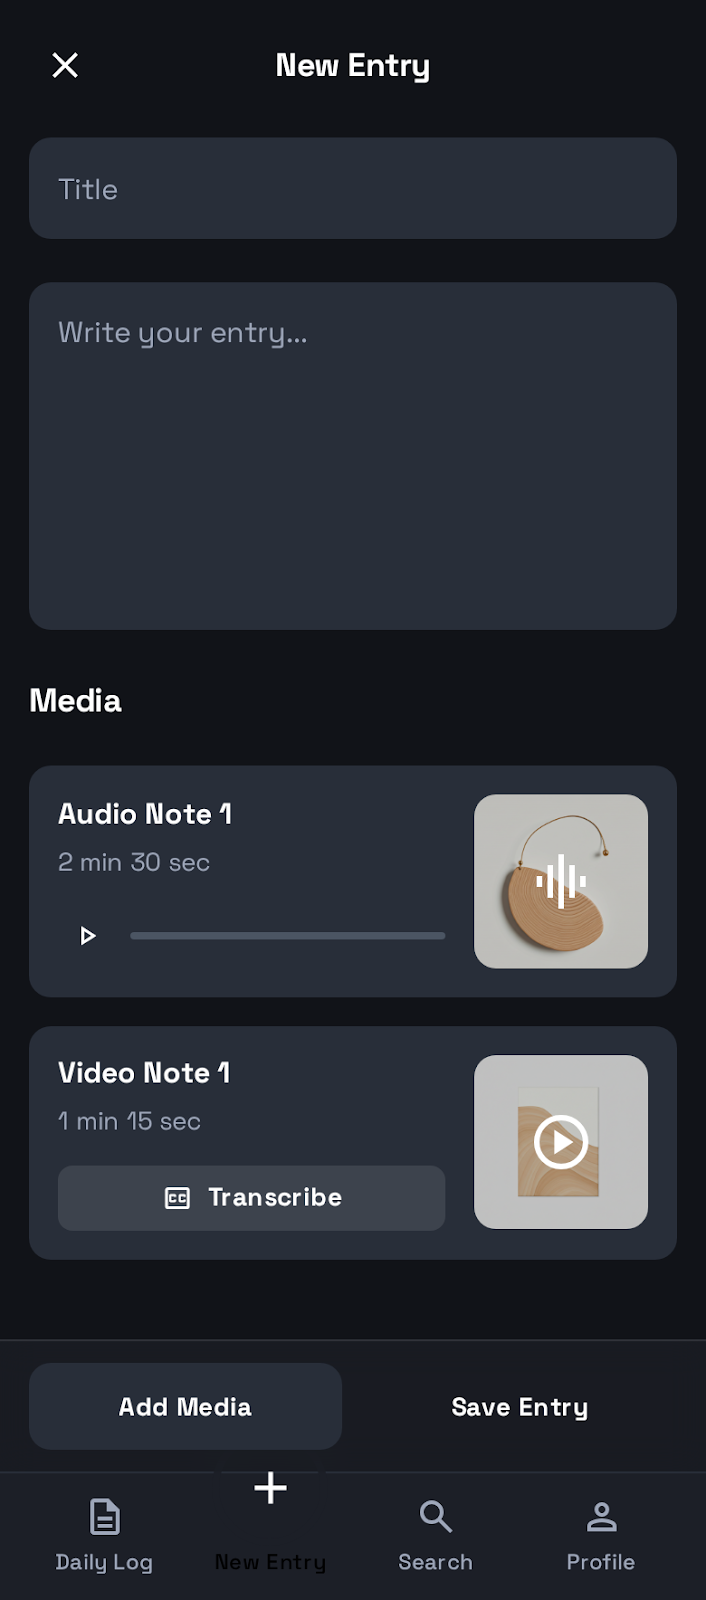 New Entry
Title
Write your entry...
Media
Audio Note 1
2 min 30 sec
Video Note 1
1 min 15 sec
CC Transcribe
Add Media
Save Entry
Daily Log
New Entry
Search
Profile